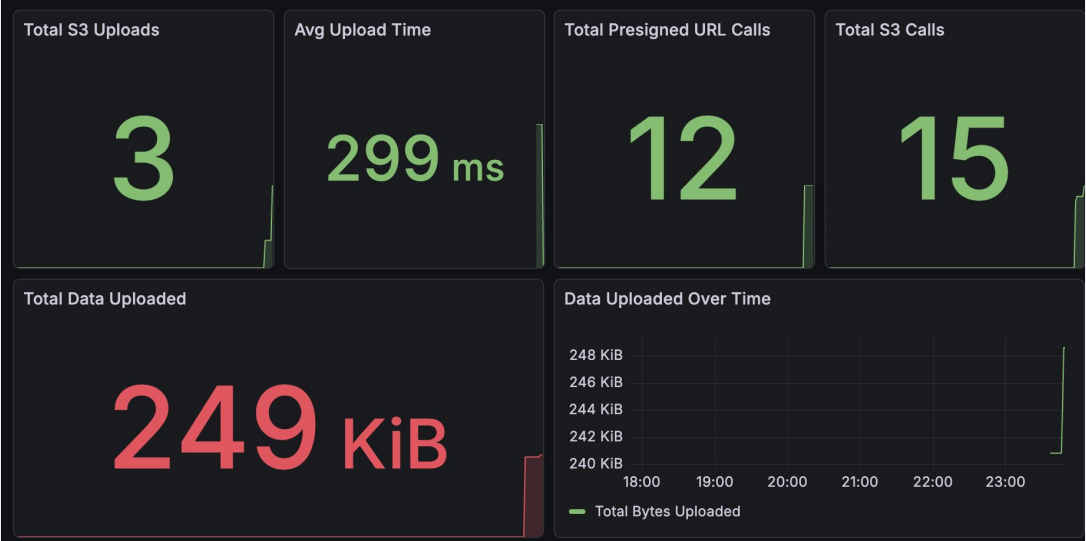 Total S3 Uploads
3
Avg Upload Time
299 ms
Total Presigned URL Calls
12
Total S3 Calls
15
Total Data Uploaded
249 KiB
Data Uploaded Over Time
248 KiB
246 KiB
244 KiB
242 KiB
240 KiB
18:00 19:00 20:00 21:00 22:00 23:00
Total Bytes Uploaded